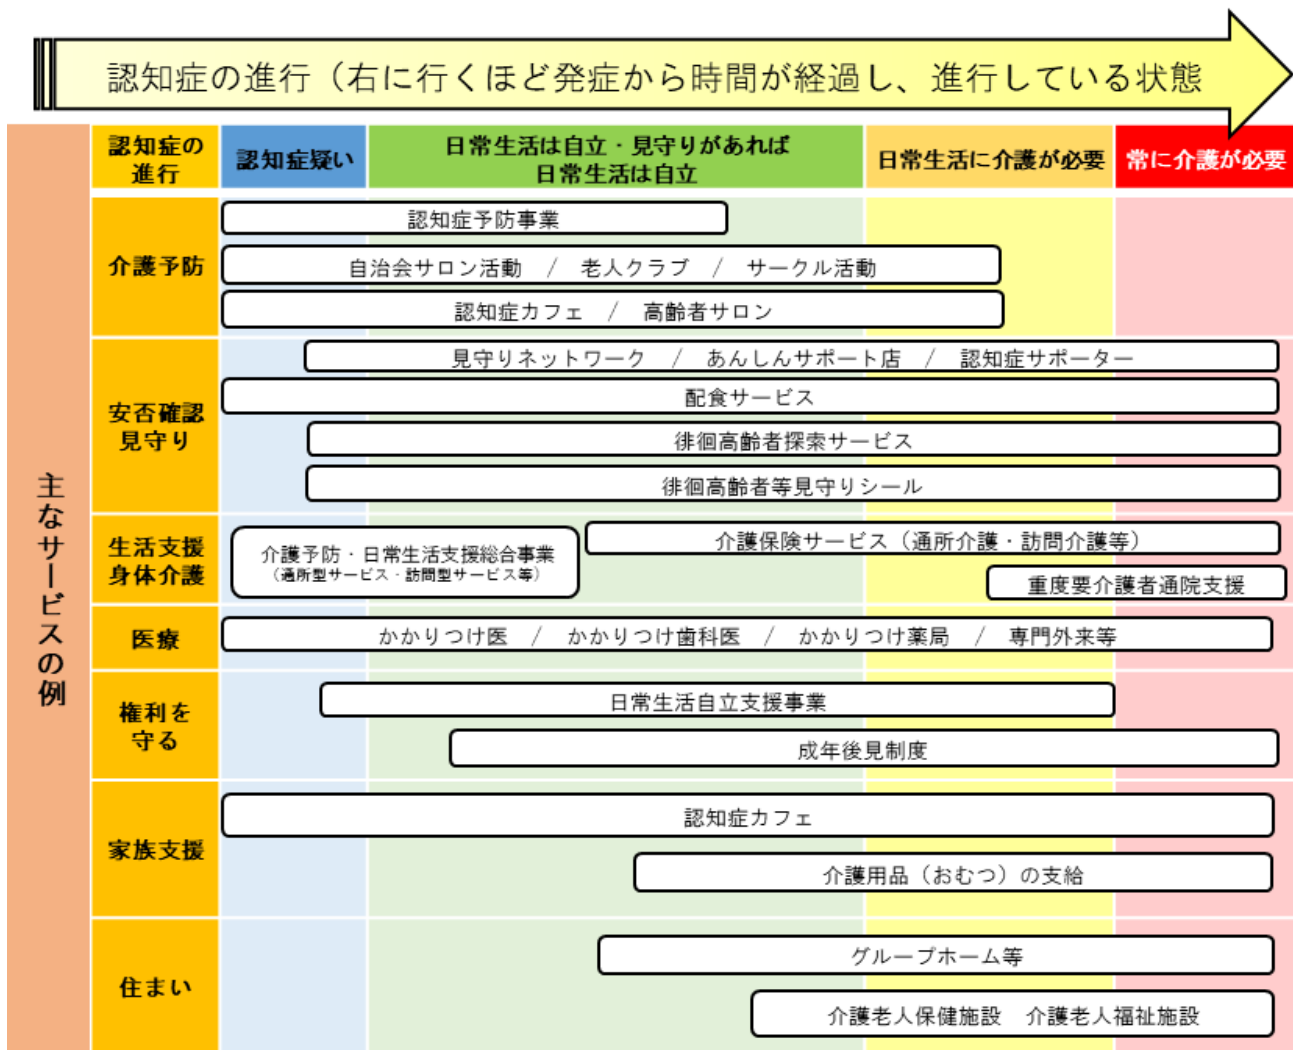 認知症の進行（右に行くほど発症から時間が経過し、進行している状態
主なサービスの例
認知症の
進行
認知症疑い
日常生活は自立・見守りがあれば
日常生活は自立
日常生活に介護が必要
常に介護が必要
介護予防
認知症予防事業
自治会サロン活動　/　老人クラブ　/　サークル活動
認知症カフェ　/　高齢者サロン
安否確認
見守り
見守りネットワーク　/　あんしんサポート店　/　認知症サポーター
配食サービス
徘徊高齢者探索サービス
徘徊高齢者等見守りシール
生活支援
身体介護
介護予防・日常生活支援総合事業
（通所型サービス・訪問型サービス等）
介護保険サービス（通所介護・訪問介護等）
重度要介護者通院支援
医療
かかりつけ医　/　かかりつけ歯科医　/　かかりつけ薬局　/　専門外来等
権利を
守る
日常生活自立支援事業
成年後見制度
家族支援
認知症カフェ
介護用品（おむつ）の支給
住まい
グループホーム等
介護老人保健施設　介護老人福祉施設